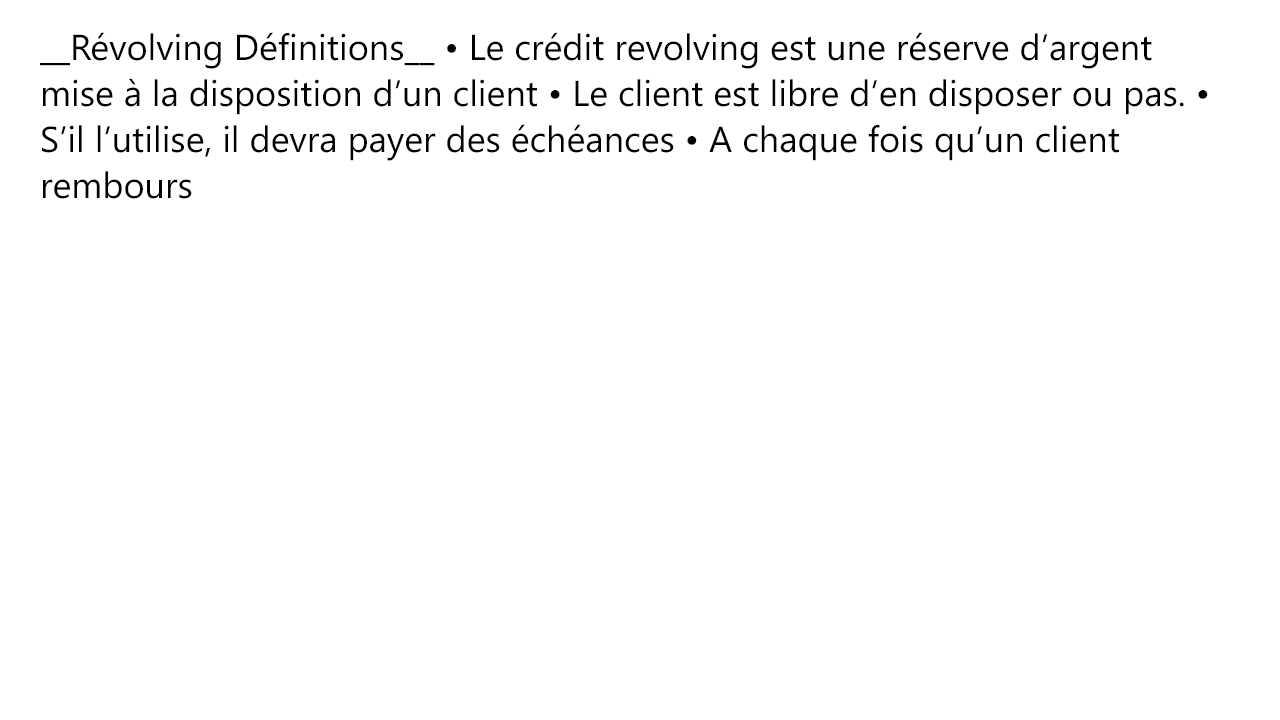 __Révolving Définitions__ • Le crédit revolving est une réserve d’argent
mise à la disposition d’un client • Le client est libre d’en disposer ou pas. •
S’il l’utilise, il devra payer des échéances • A chaque fois qu’un client
rembours